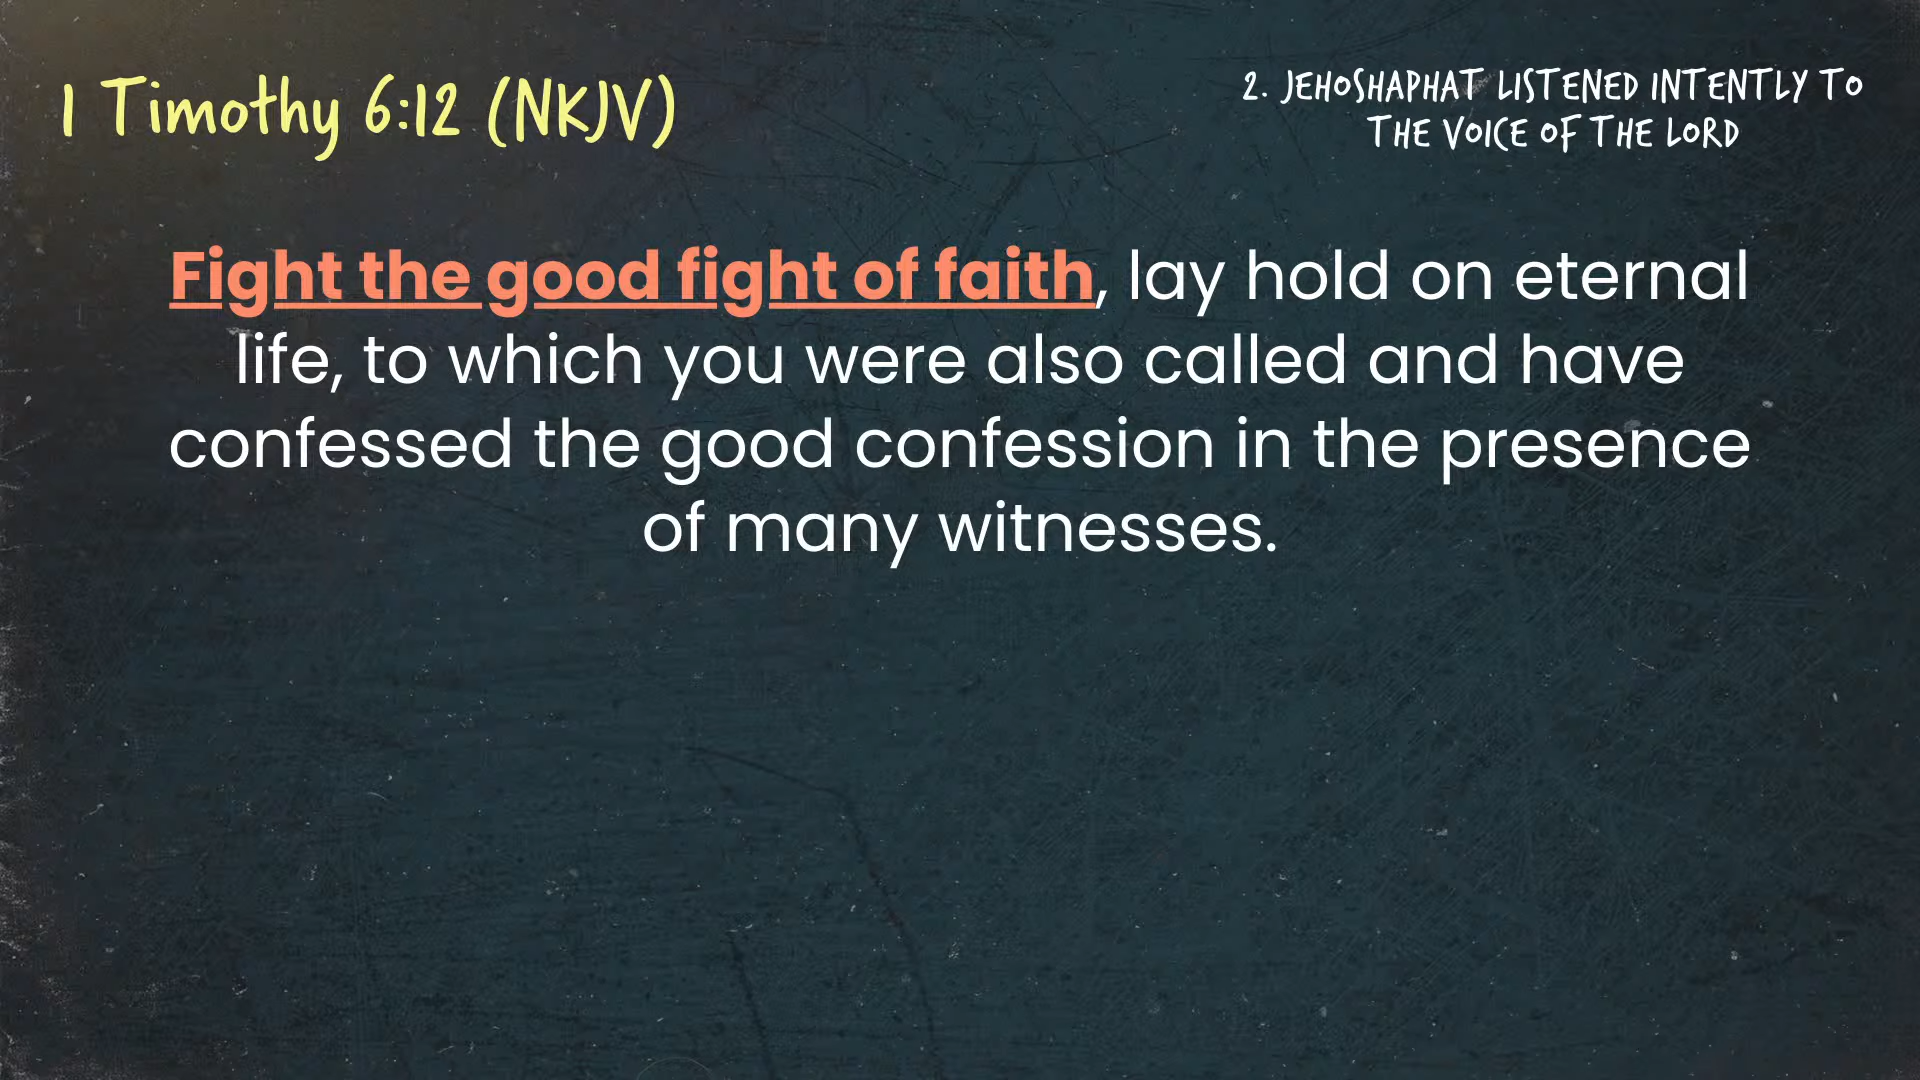 1 Timothy 6:12 (NKJV)
2. JEHOSHAPHAT LISTENED INTENTLY TO
THE VOICE OF THE LORD
Fight the good fight of faith, lay hold on eternal
life, to which you were also called and have
confessed the good confession in the presence
of many witnesses.